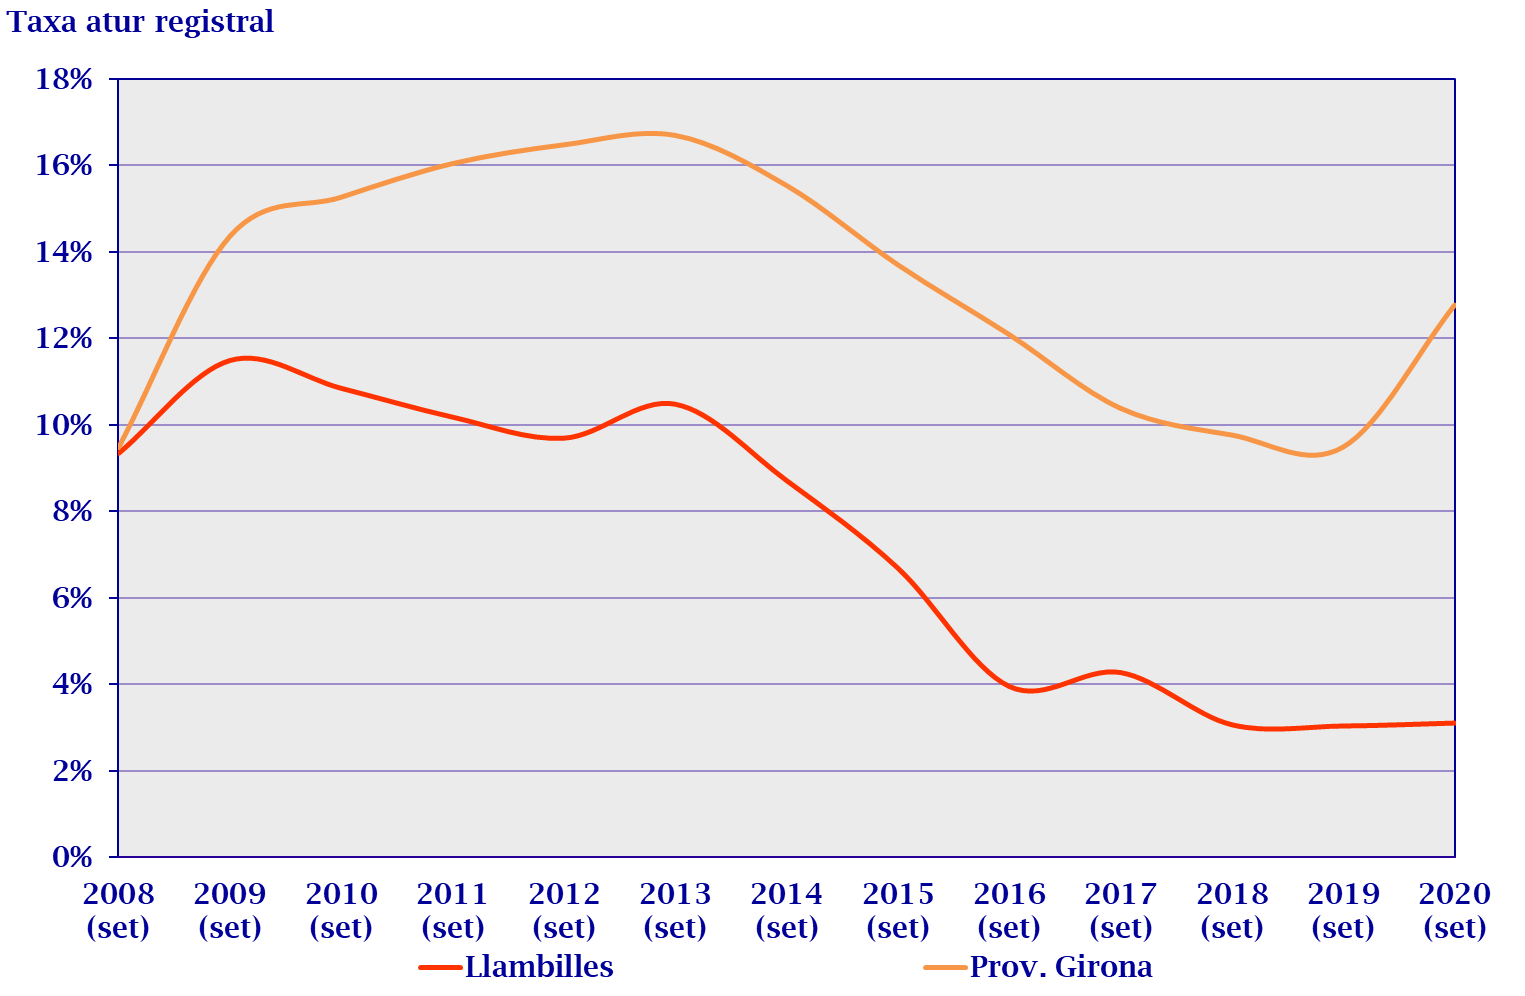 Taxa atur registral
18%
16%
14%
12%
10%
8%
6%
4%
2%
0%
2008 2009 2010 2011 2012 2013 2014 2015 2016 2017 2018 2019 2020
(set) (set) (set) (set) (set) (set) (set) (set) (set) (set) (set) (set) (set)
Llambilles Prov. Girona